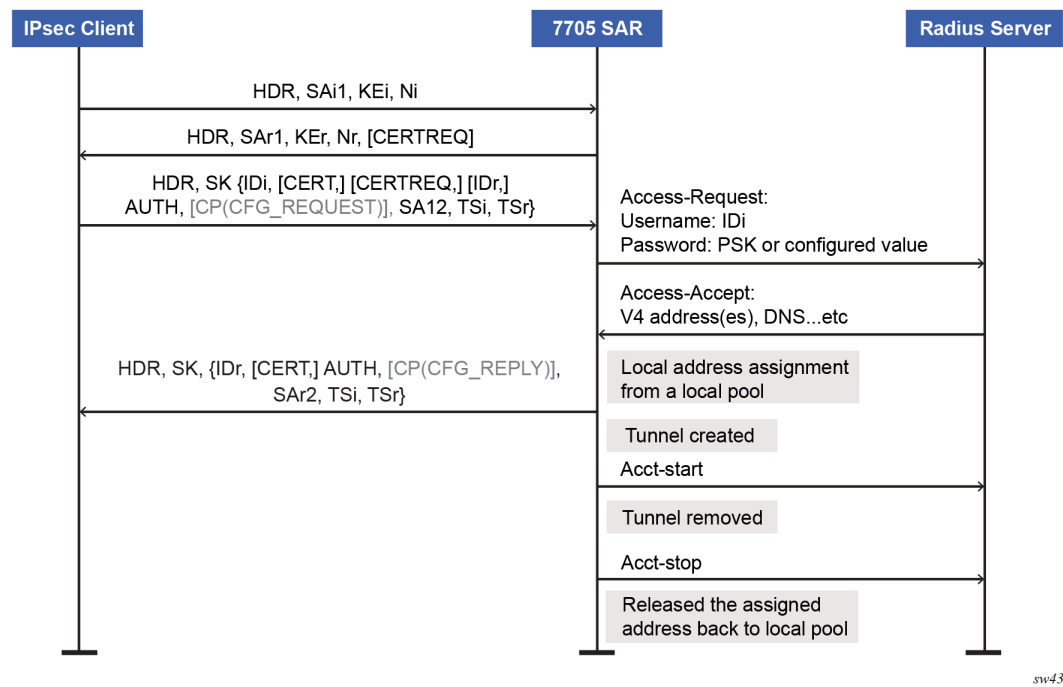 IPsec Client
7705 SAR
Radius Server
HDR, SAi1, KEi, Ni
HDR, SAr1, KEr, Nr, [CERTREQ]
HDR, SK {IDi, [CERT,] [CERTREQ,] [IDr,]
AUTH, [CP(CFG_REQUEST)], SA12, TSi, TSr}
Access-Request:
Username: IDi
Password: PSK or configured value
Access-Accept:
V4 address(es), DNS...etc
HDR, SK, {IDr, [CERT,] AUTH, [CP(CFG_REPLY)],
SAr2, TSi, TSr}
Local address assignment
from a local pool
Tunnel created
Acct-start
Tunnel removed
Acct-stop
Released the assigned
address back to local pool
sw43